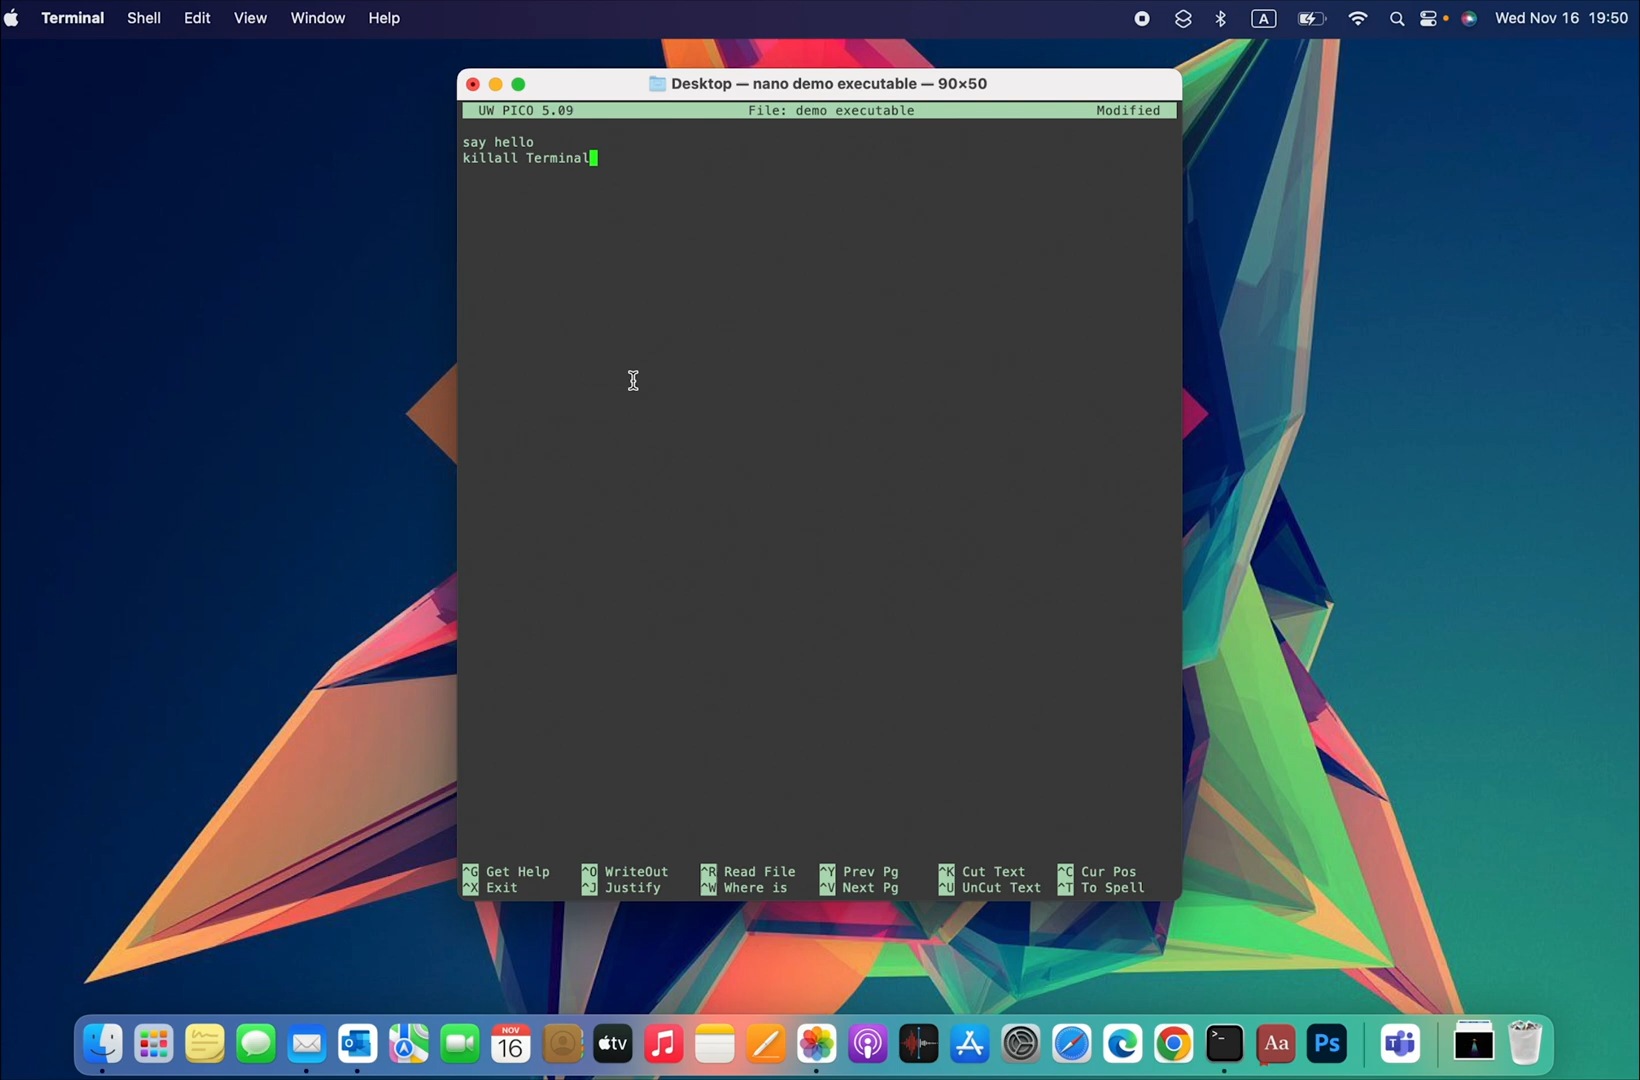 Terminal Shell Edit View Window Help A Wed Nov 16 19:50
Desktop — nano demo executable — 90×50
UW PICO 5.09 File: demo executable Modified
say hello
killall Terminal
^G Get Help ^O WriteOut ^R Read File ^Y Prev Pg ^K Cut Text ^C Cur Pos
^X Exit ^J Justify ^W Where is ^V Next Pg ^U UnCut Text ^T To Spell
NOV
16
tv
>_
Aa
Ps
T